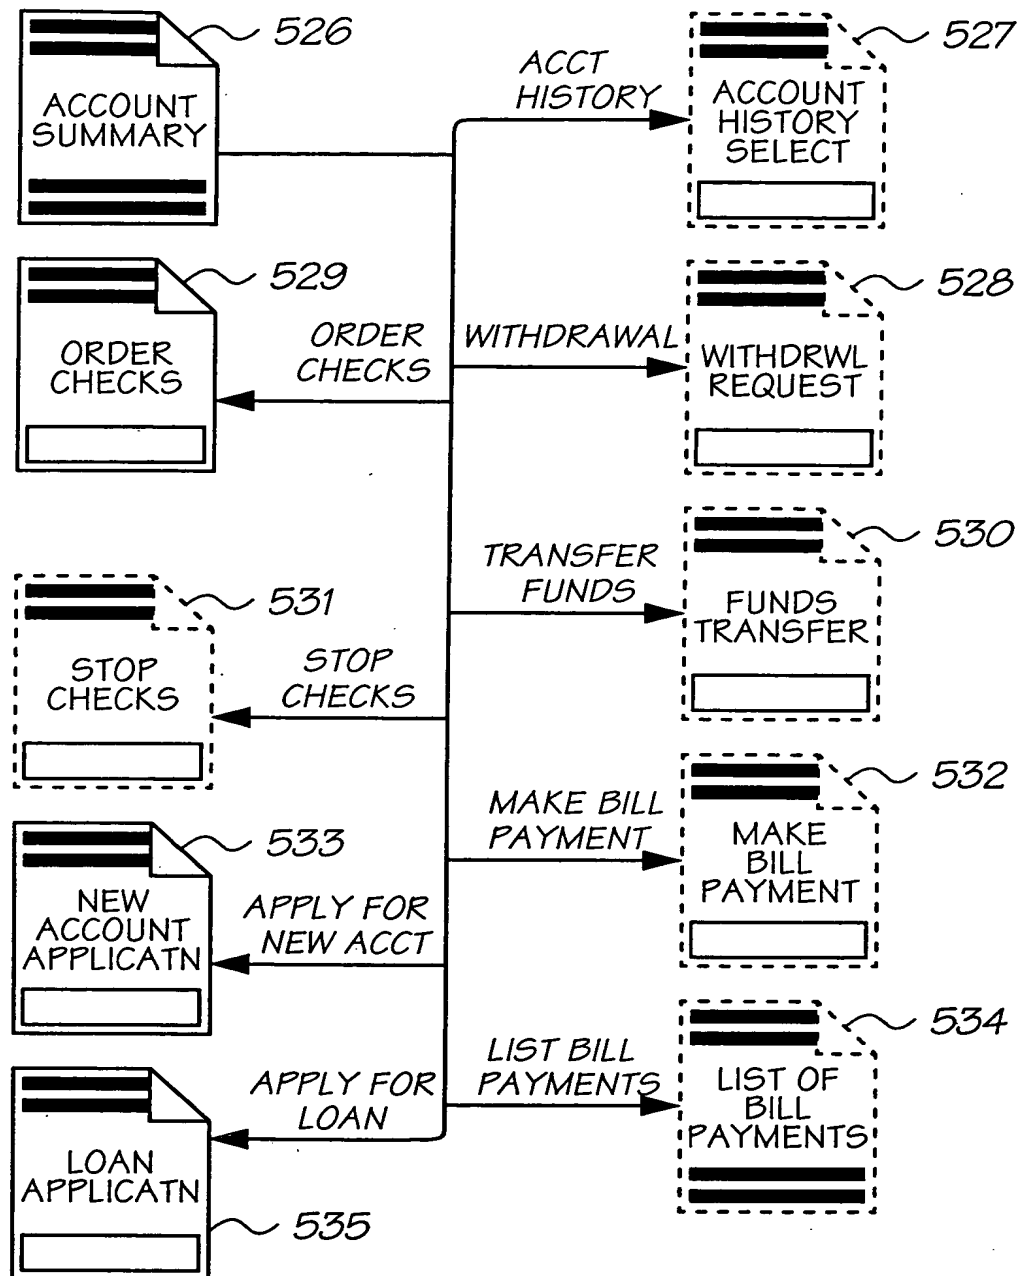 526
ACCOUNT
SUMMARY
ACCT
HISTORY
527
ACCOUNT
HISTORY
SELECT
529
ORDER
CHECKS
ORDER
CHECKS
WITHDRAWAL
528
WITHDRWL
REQUEST
TRANSFER
FUNDS
530
FUNDS
TRANSFER
531
STOP
CHECKS
STOP
CHECKS
MAKE BILL
PAYMENT
532
MAKE
BILL
PAYMENT
533
NEW
ACCOUNT
APPLICATN
APPLY FOR
NEW ACCT
LIST BILL
PAYMENTS
534
LIST OF
BILL
PAYMENTS
APPLY FOR
LOAN
LOAN
APPLICATN
535